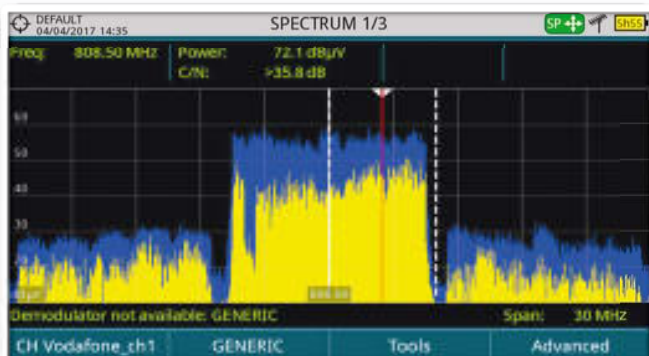 DEFAULT
04/04/2017 14:35
SPECTRUM 1/3
SP
5h55
Freq: 808.50 MHz
Power: 72.1 dBµV
C/N: >35.8 dB
60
50
40
30
Demodulator not available: GENERIC
Span: 30 MHz
CH Vodafone_ch1
GENERIC
Tools
Advanced